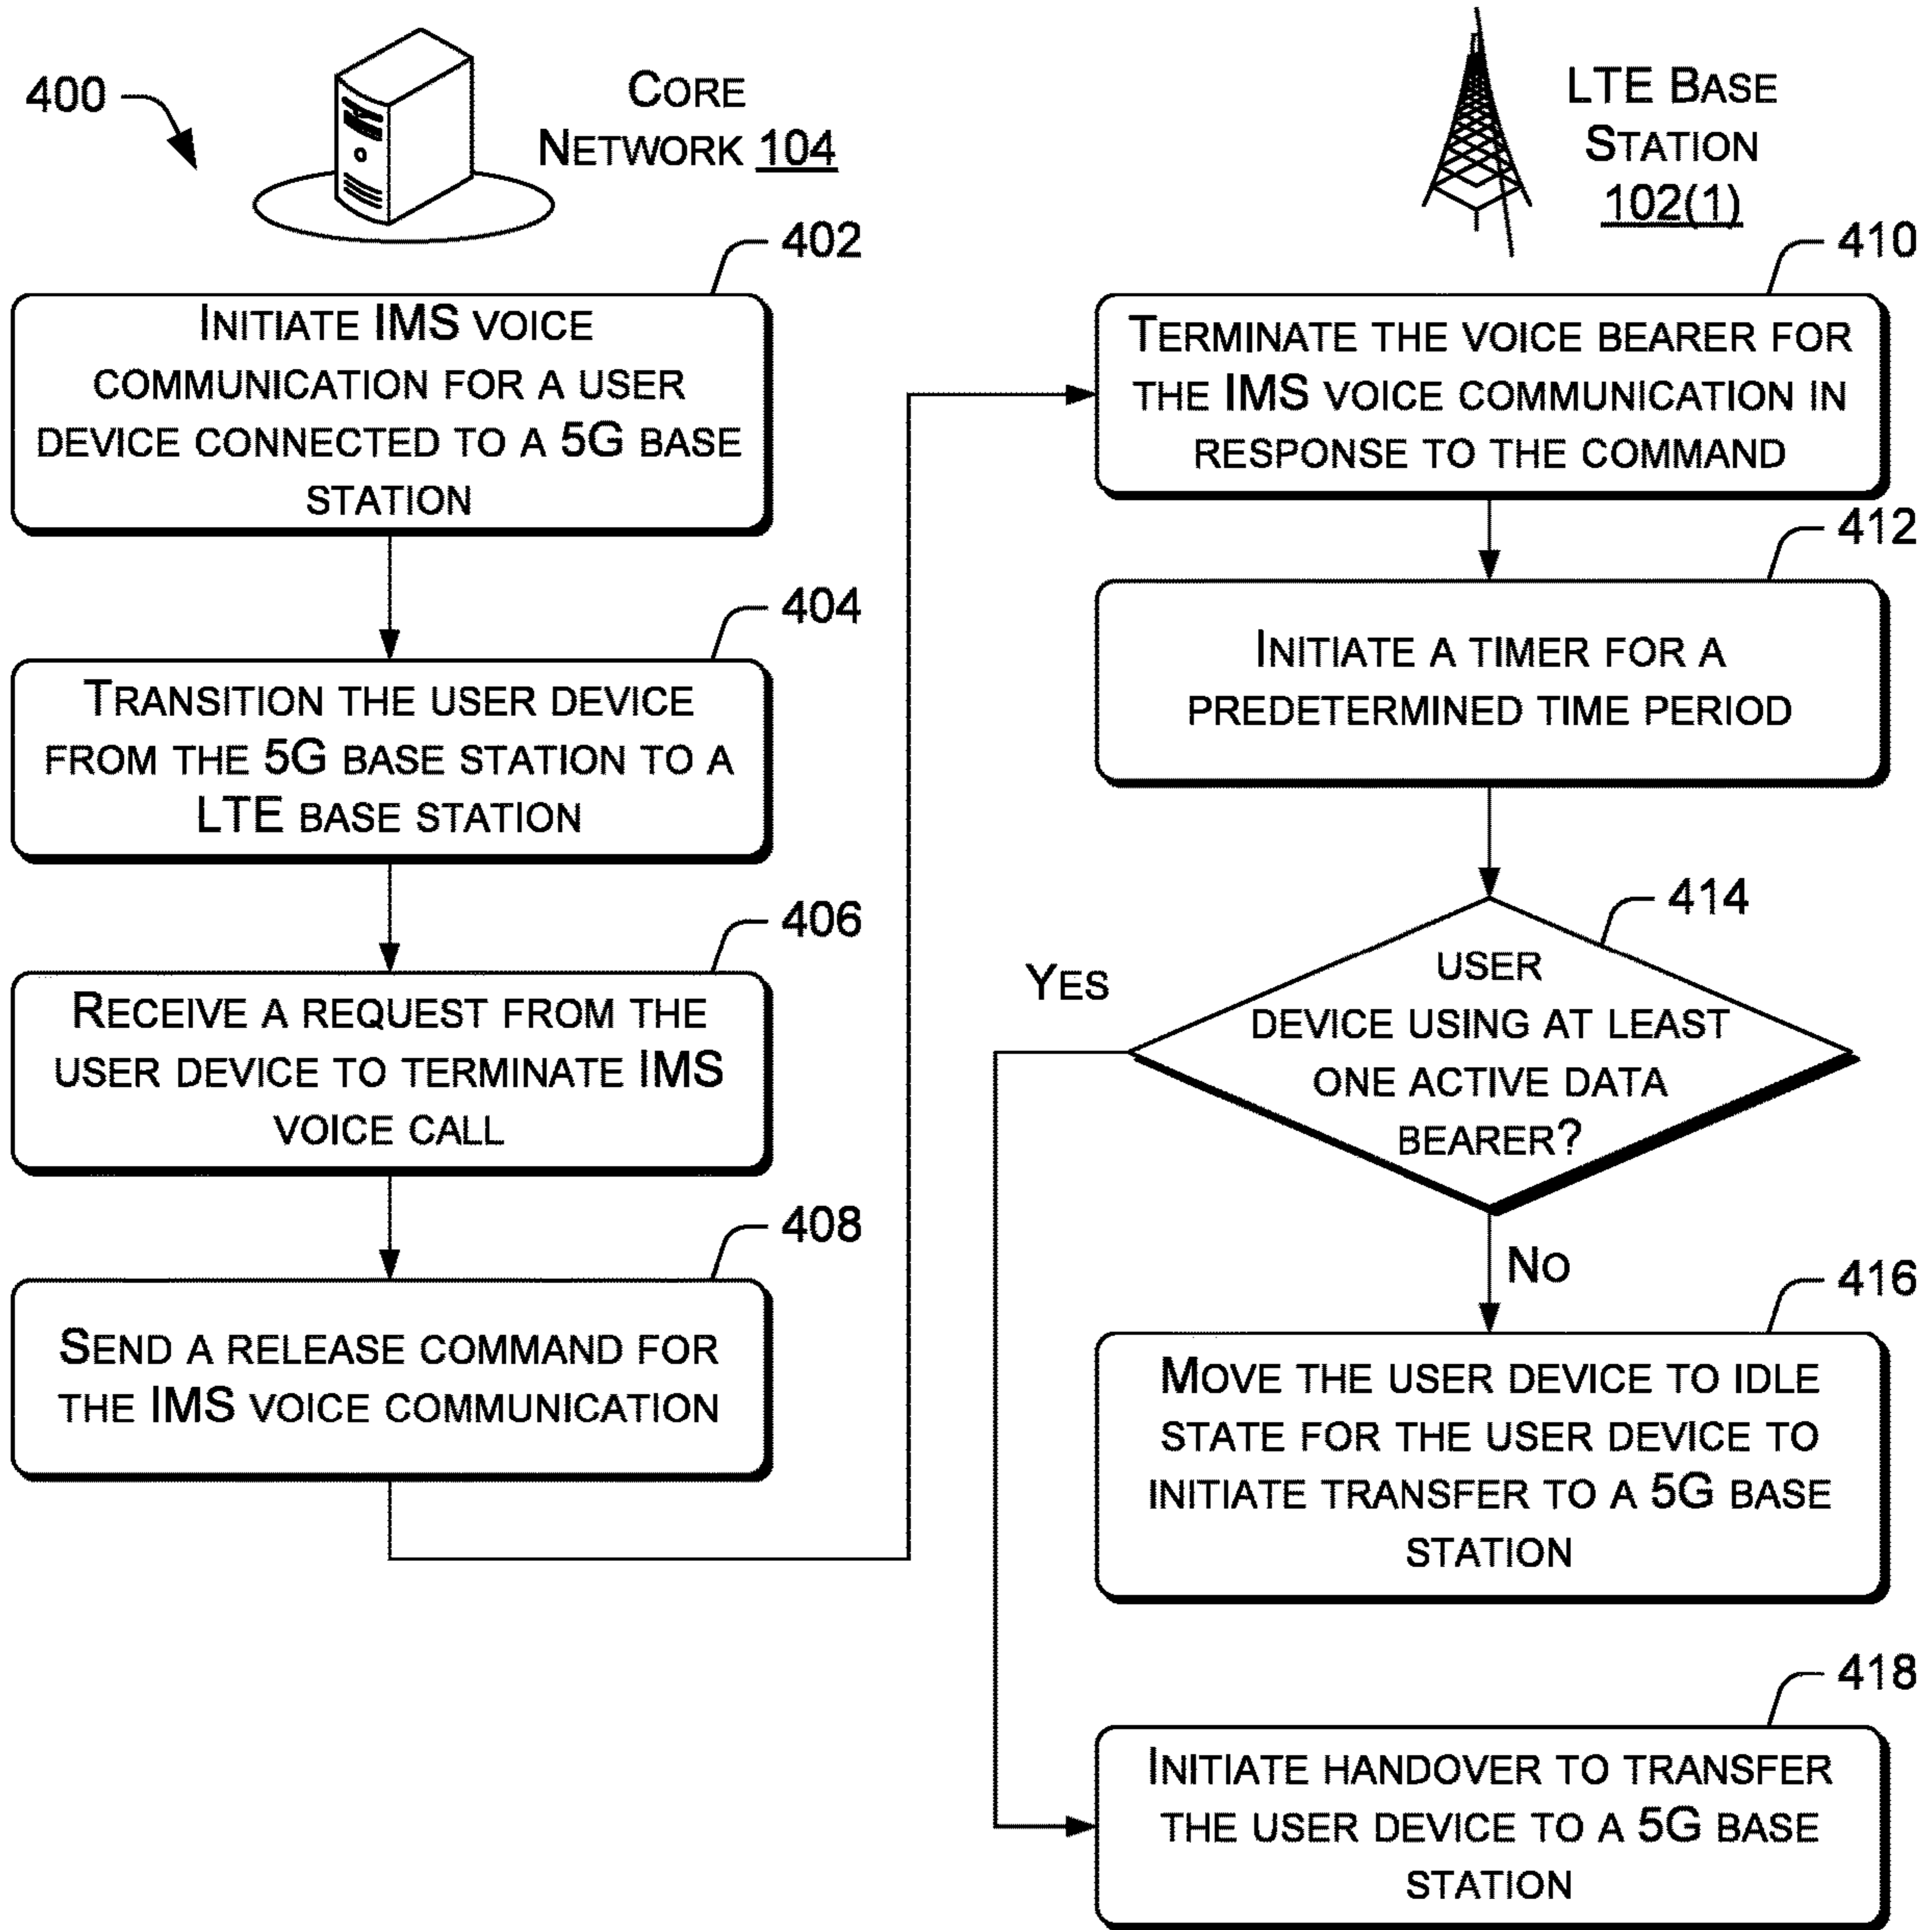 400
CORE
NETWORK 104
402
INITIATE IMS VOICE
COMMUNICATION FOR A USER
DEVICE CONNECTED TO A 5G BASE
STATION
404
TRANSITION THE USER DEVICE
FROM THE 5G BASE STATION TO A
LTE BASE STATION
406
RECEIVE A REQUEST FROM THE
USER DEVICE TO TERMINATE IMS
VOICE CALL
408
SEND A RELEASE COMMAND FOR
THE IMS VOICE COMMUNICATION
LTE BASE
STATION
102(1)
410
TERMINATE THE VOICE BEARER FOR
THE IMS VOICE COMMUNICATION IN
RESPONSE TO THE COMMAND
412
INITIATE A TIMER FOR A
PREDETERMINED TIME PERIOD
414
USER
DEVICE USING AT LEAST
ONE ACTIVE DATA
BEARER?
YES
NO
416
MOVE THE USER DEVICE TO IDLE
STATE FOR THE USER DEVICE TO
INITIATE TRANSFER TO A 5G BASE
STATION
418
INITIATE HANDOVER TO TRANSFER
THE USER DEVICE TO A 5G BASE
STATION